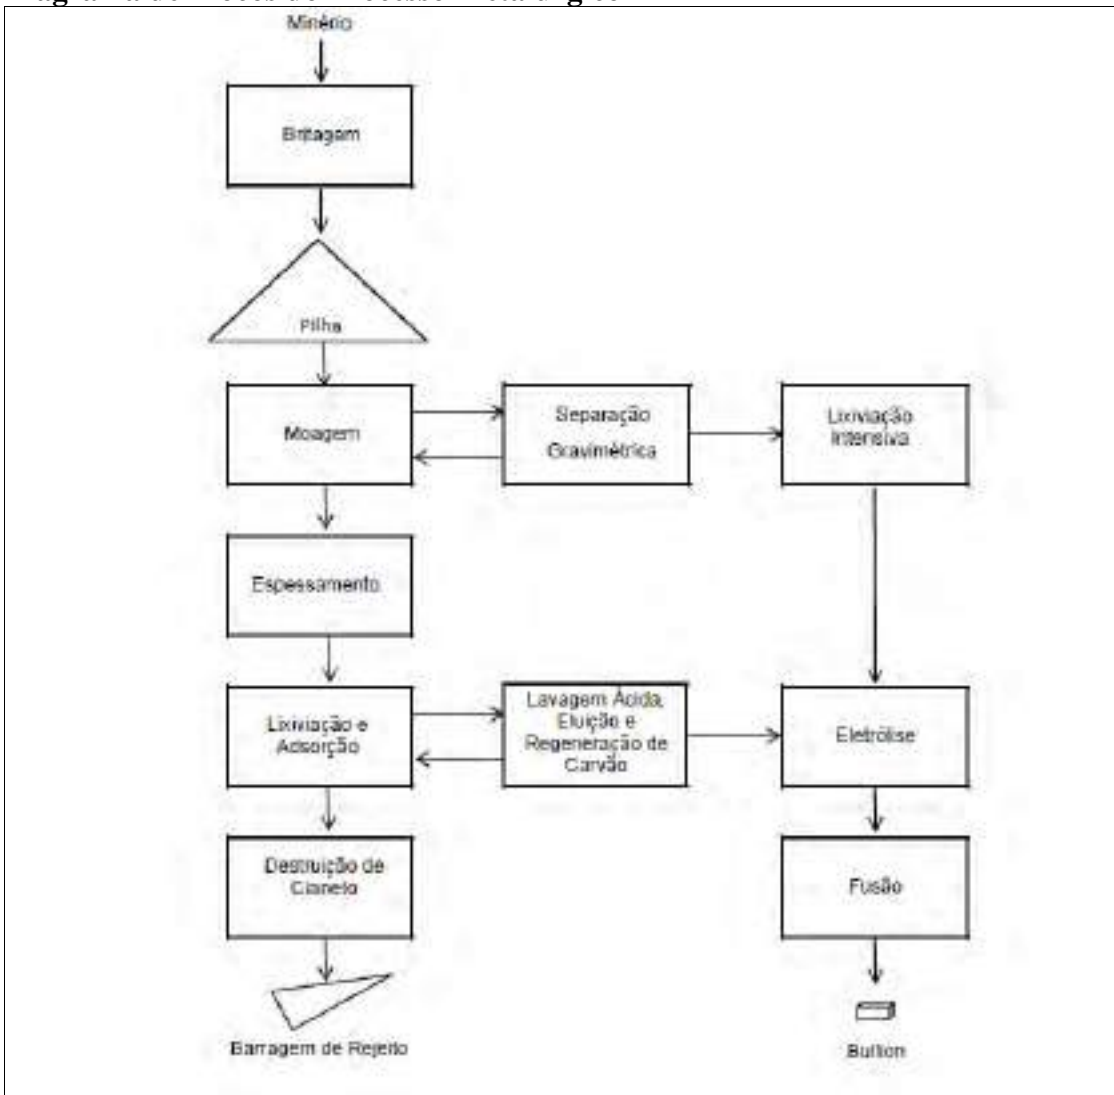 Minério
Britagem
Pilha
Moagem
Separação
Gravimétrica
Lixiviação
Intensiva
Espessamento
Lixiviação e
Adsorção
Lavagem Ácida,
Eluição e
Regeneração de
Carvão
Eletrólise
Destruição de
Cianeto
Fusão
Barragem de Rejeito
Bullion